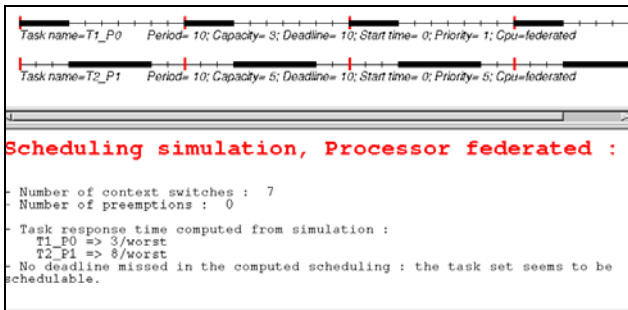 Task name=T1_P0 Period= 10; Capacity= 3; Deadline= 10; Start time= 0; Priority= 1; Cpu=federated
Task name=T2_P1 Period= 10; Capacity= 5; Deadline= 10; Start time= 0; Priority= 5; Cpu=federated
Scheduling simulation, Processor federated :
- Number of context switches : 7
- Number of preemptions : 0
- Task response time computed from simulation :
T1_P0 => 3/worst
T2_P1 => 8/worst
- No deadline missed in the computed scheduling : the task set seems to be
schedulable.